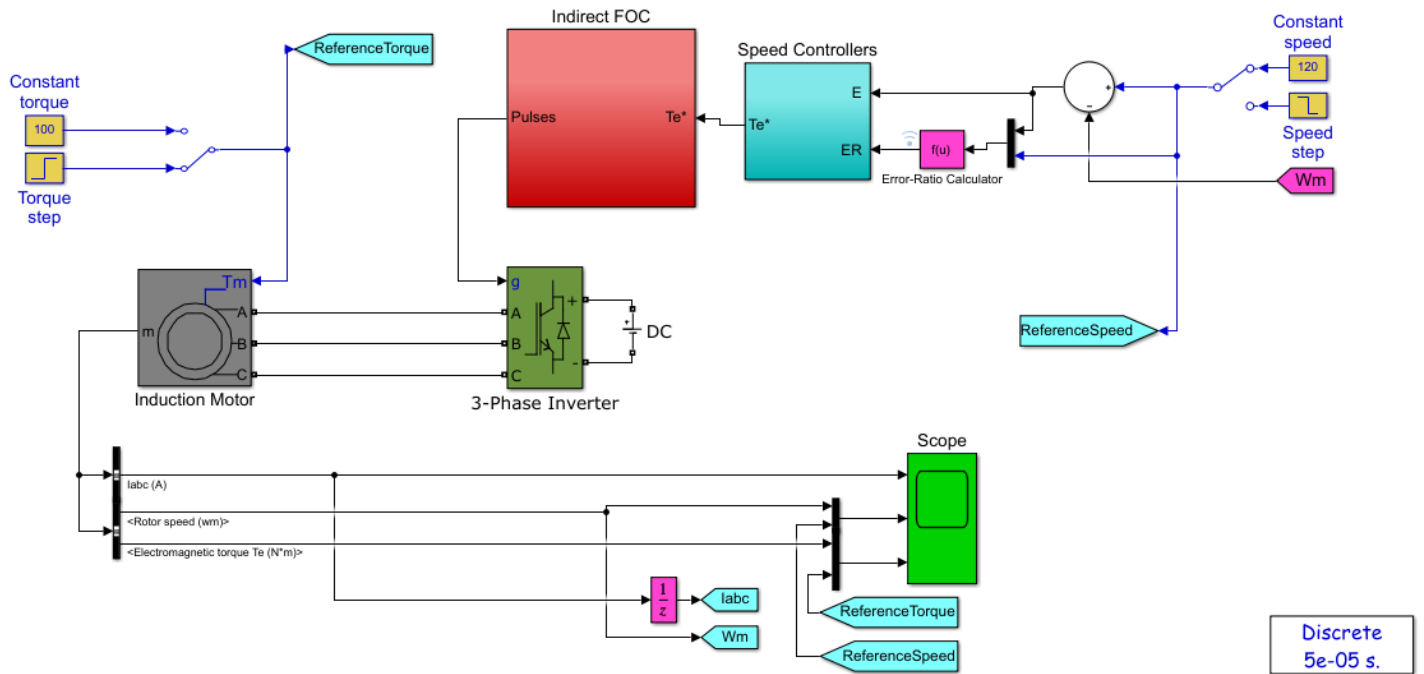 Indirect FOC
ReferenceTorque
Constant
torque
100
Torque
step
Pulses
Te*
Speed Controllers
Te*
E
ER
f(u)
Error-Ratio Calculator
+
-
Constant
speed
120
Speed
step
Wm
ReferenceSpeed
Tm
m
A
B
C
Induction Motor
g
A
B
C
+
-
3-Phase Inverter
+
DC
Scope
Iabc (A)
<Rotor speed (wm)>
<Electromagnetic torque Te (N*m)>
1
z
Iabc
Wm
ReferenceTorque
ReferenceSpeed
Discrete
5e-05 s.